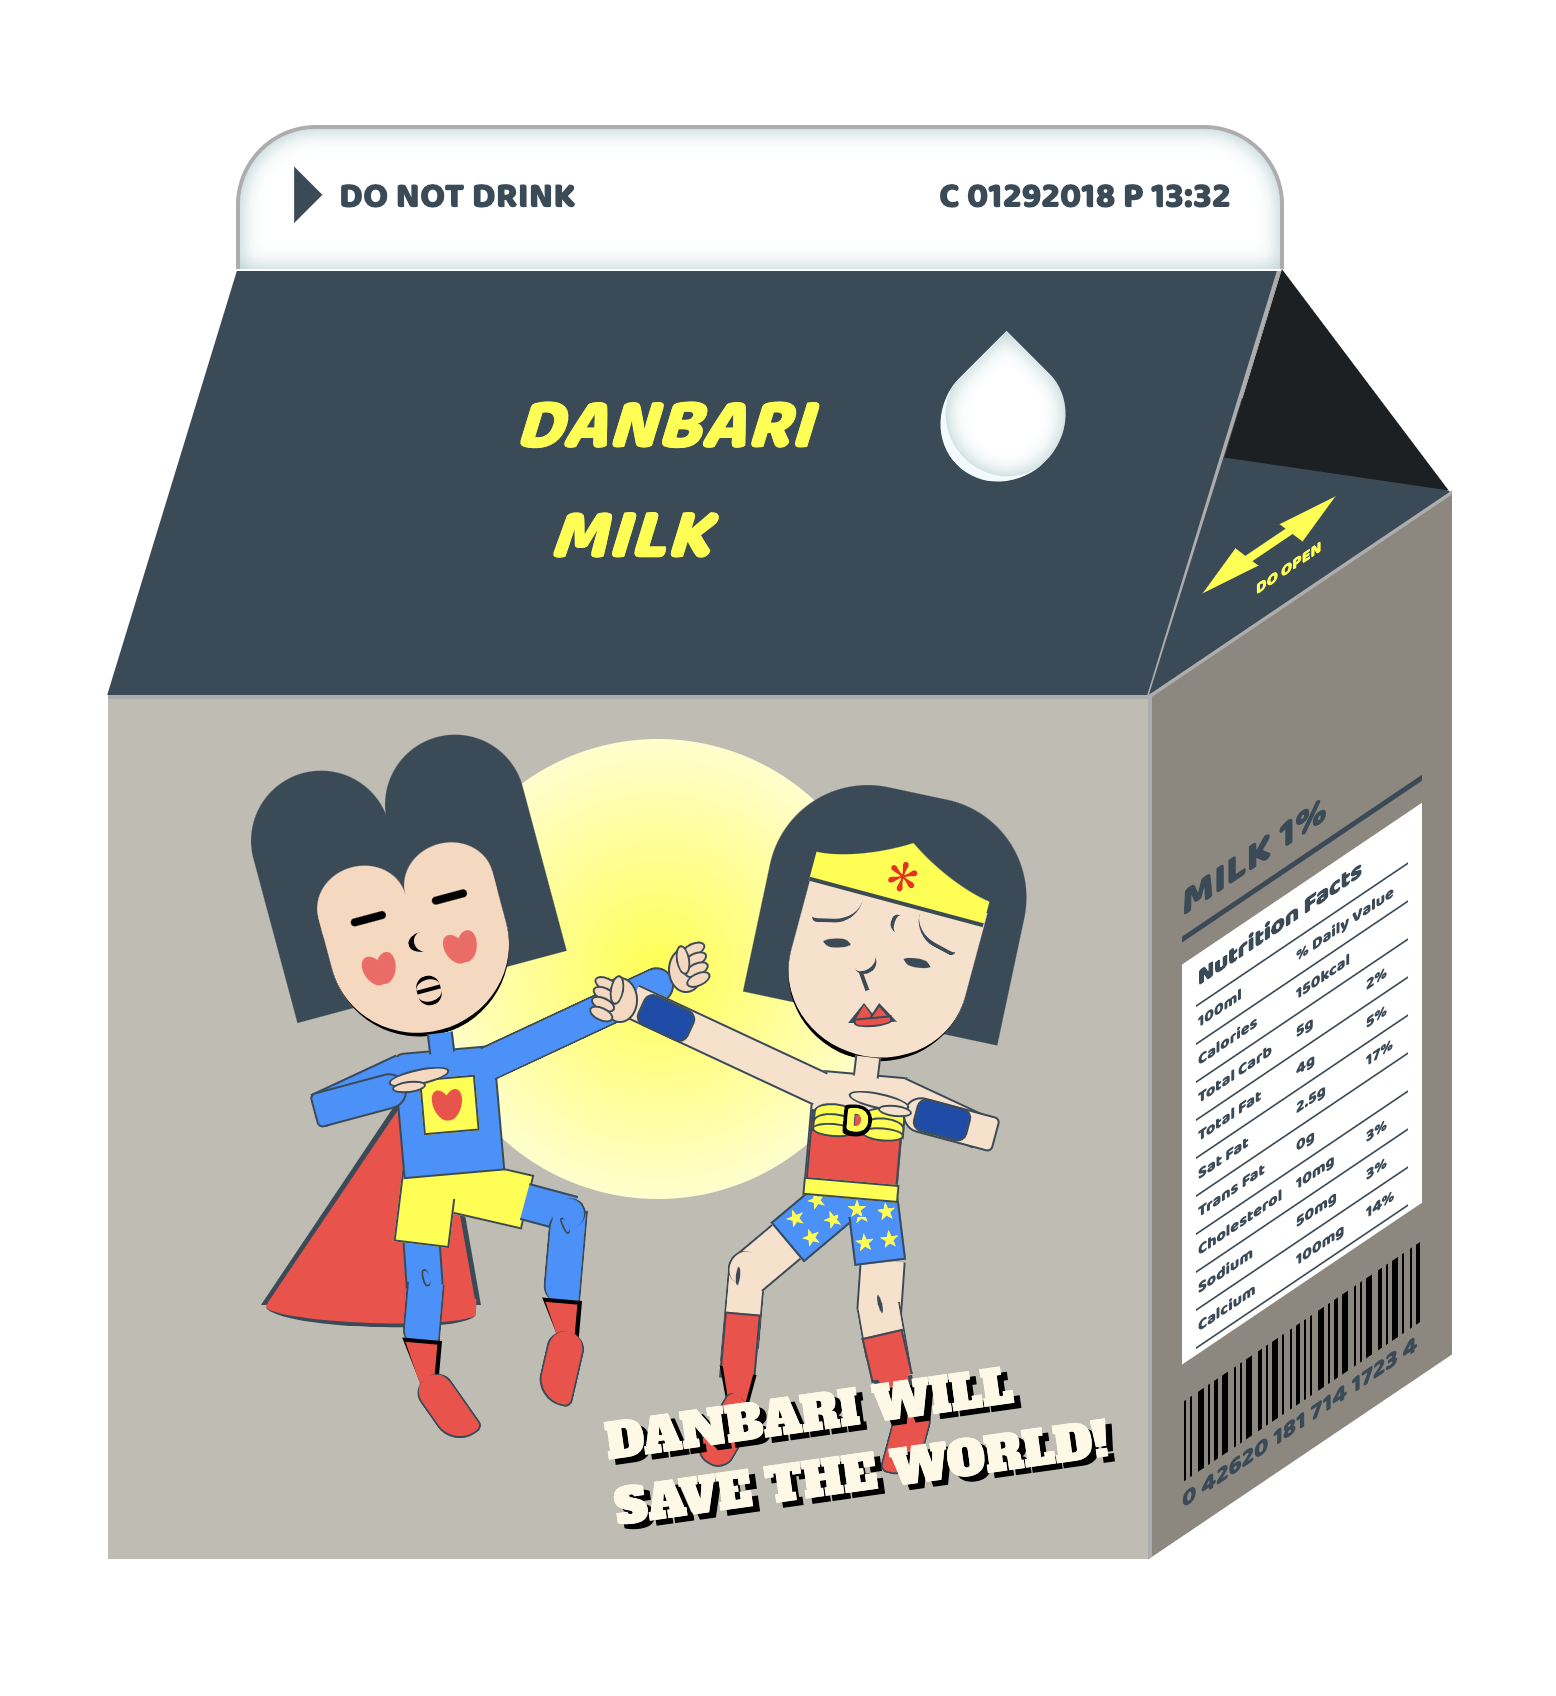 DO NOT DRINK
C 01292018 P 13:32
DANBARI
MILK
DO OPEN
D
DANBARI WILL
SAVE THE WORLD!
MILK 1%
Nutrition Facts
100ml % Daily Value
Calories 150kcal
Total Carb 5g 2%
Total Fat 4g 5%
Sat Fat 2.5g 17%
Trans Fat 0g
Cholesterol 10mg 3%
Sodium 50mg 3%
Calcium 100mg 14%
0 42620 181 714 1723 4